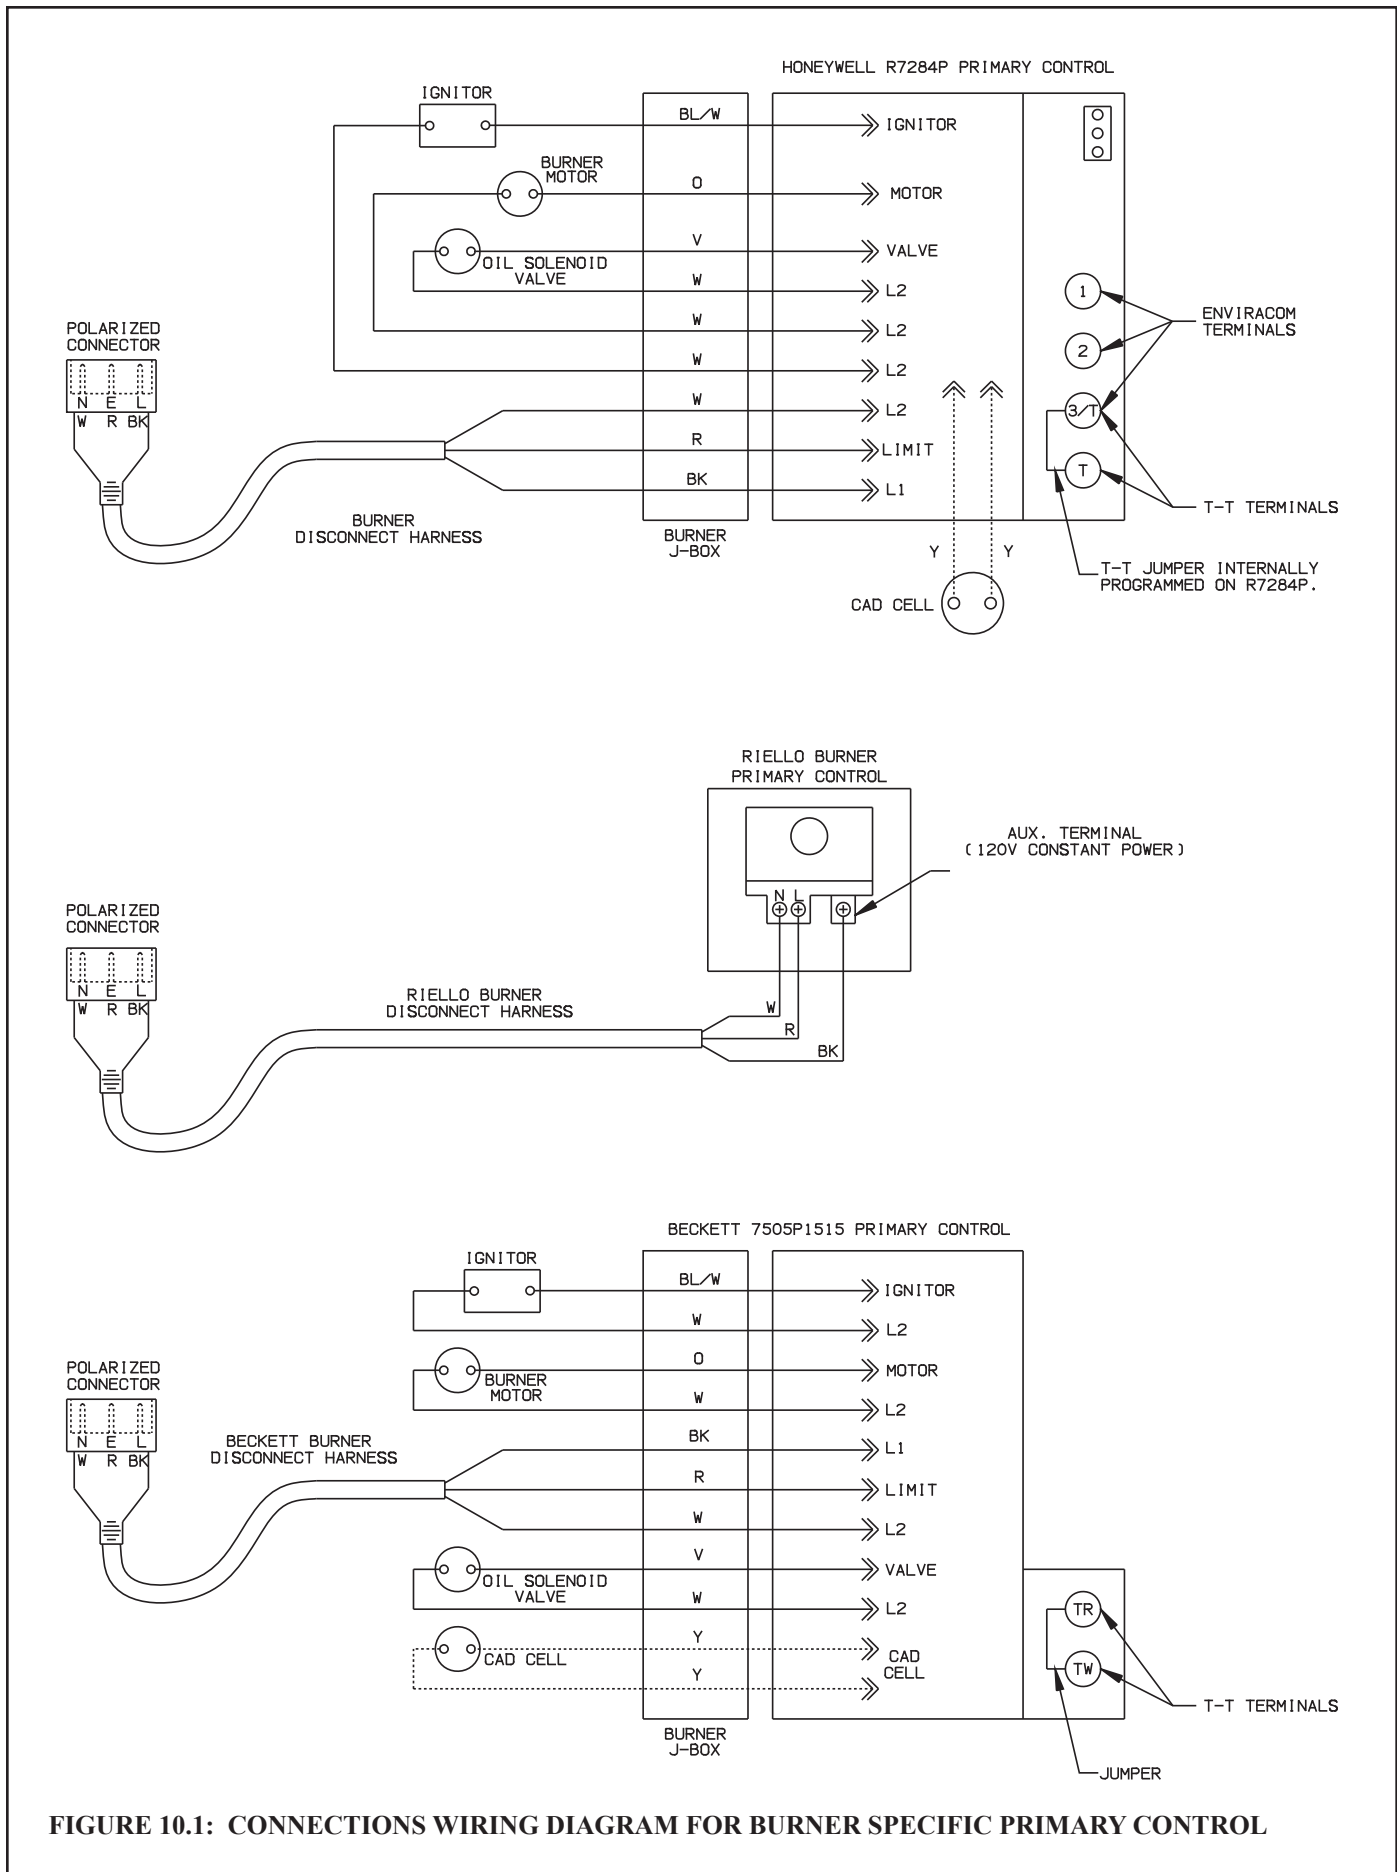 HONEYWELL R7284P PRIMARY CONTROL
IGNITOR
BL/W
IGNITOR
BURNER
MOTOR
O
MOTOR
V
VALVE
OIL SOLENOID
VALVE
W
L2
1
ENVIRACOM
TERMINALS
W
L2
2
POLARIZED
CONNECTOR
W
L2
N E L
W R BK
W
L2
3/T
R
LIMIT
T
BK
L1
T-T TERMINALS
BURNER
DISCONNECT HARNESS
BURNER
J-BOX
Y
Y
T-T JUMPER INTERNALLY
PROGRAMMED ON R7284P.
CAD CELL
RIELLO BURNER
PRIMARY CONTROL
AUX. TERMINAL
(120V CONSTANT POWER)
N L
POLARIZED
CONNECTOR
N E L
W R BK
RIELLO BURNER
DISCONNECT HARNESS
W
R
BK
BECKETT 7505P1515 PRIMARY CONTROL
IGNITOR
BL/W
IGNITOR
W
L2
O
MOTOR
BURNER
MOTOR
POLARIZED
CONNECTOR
W
L2
N E L
W R BK
BK
L1
BECKETT BURNER
DISCONNECT HARNESS
R
LIMIT
W
L2
V
VALVE
OIL SOLENOID
VALVE
W
L2
TR
Y
CAD
CELL
CAD CELL
Y
TW
T-T TERMINALS
BURNER
J-BOX
JUMPER
FIGURE 10.1: CONNECTIONS WIRING DIAGRAM FOR BURNER SPECIFIC PRIMARY CONTROL